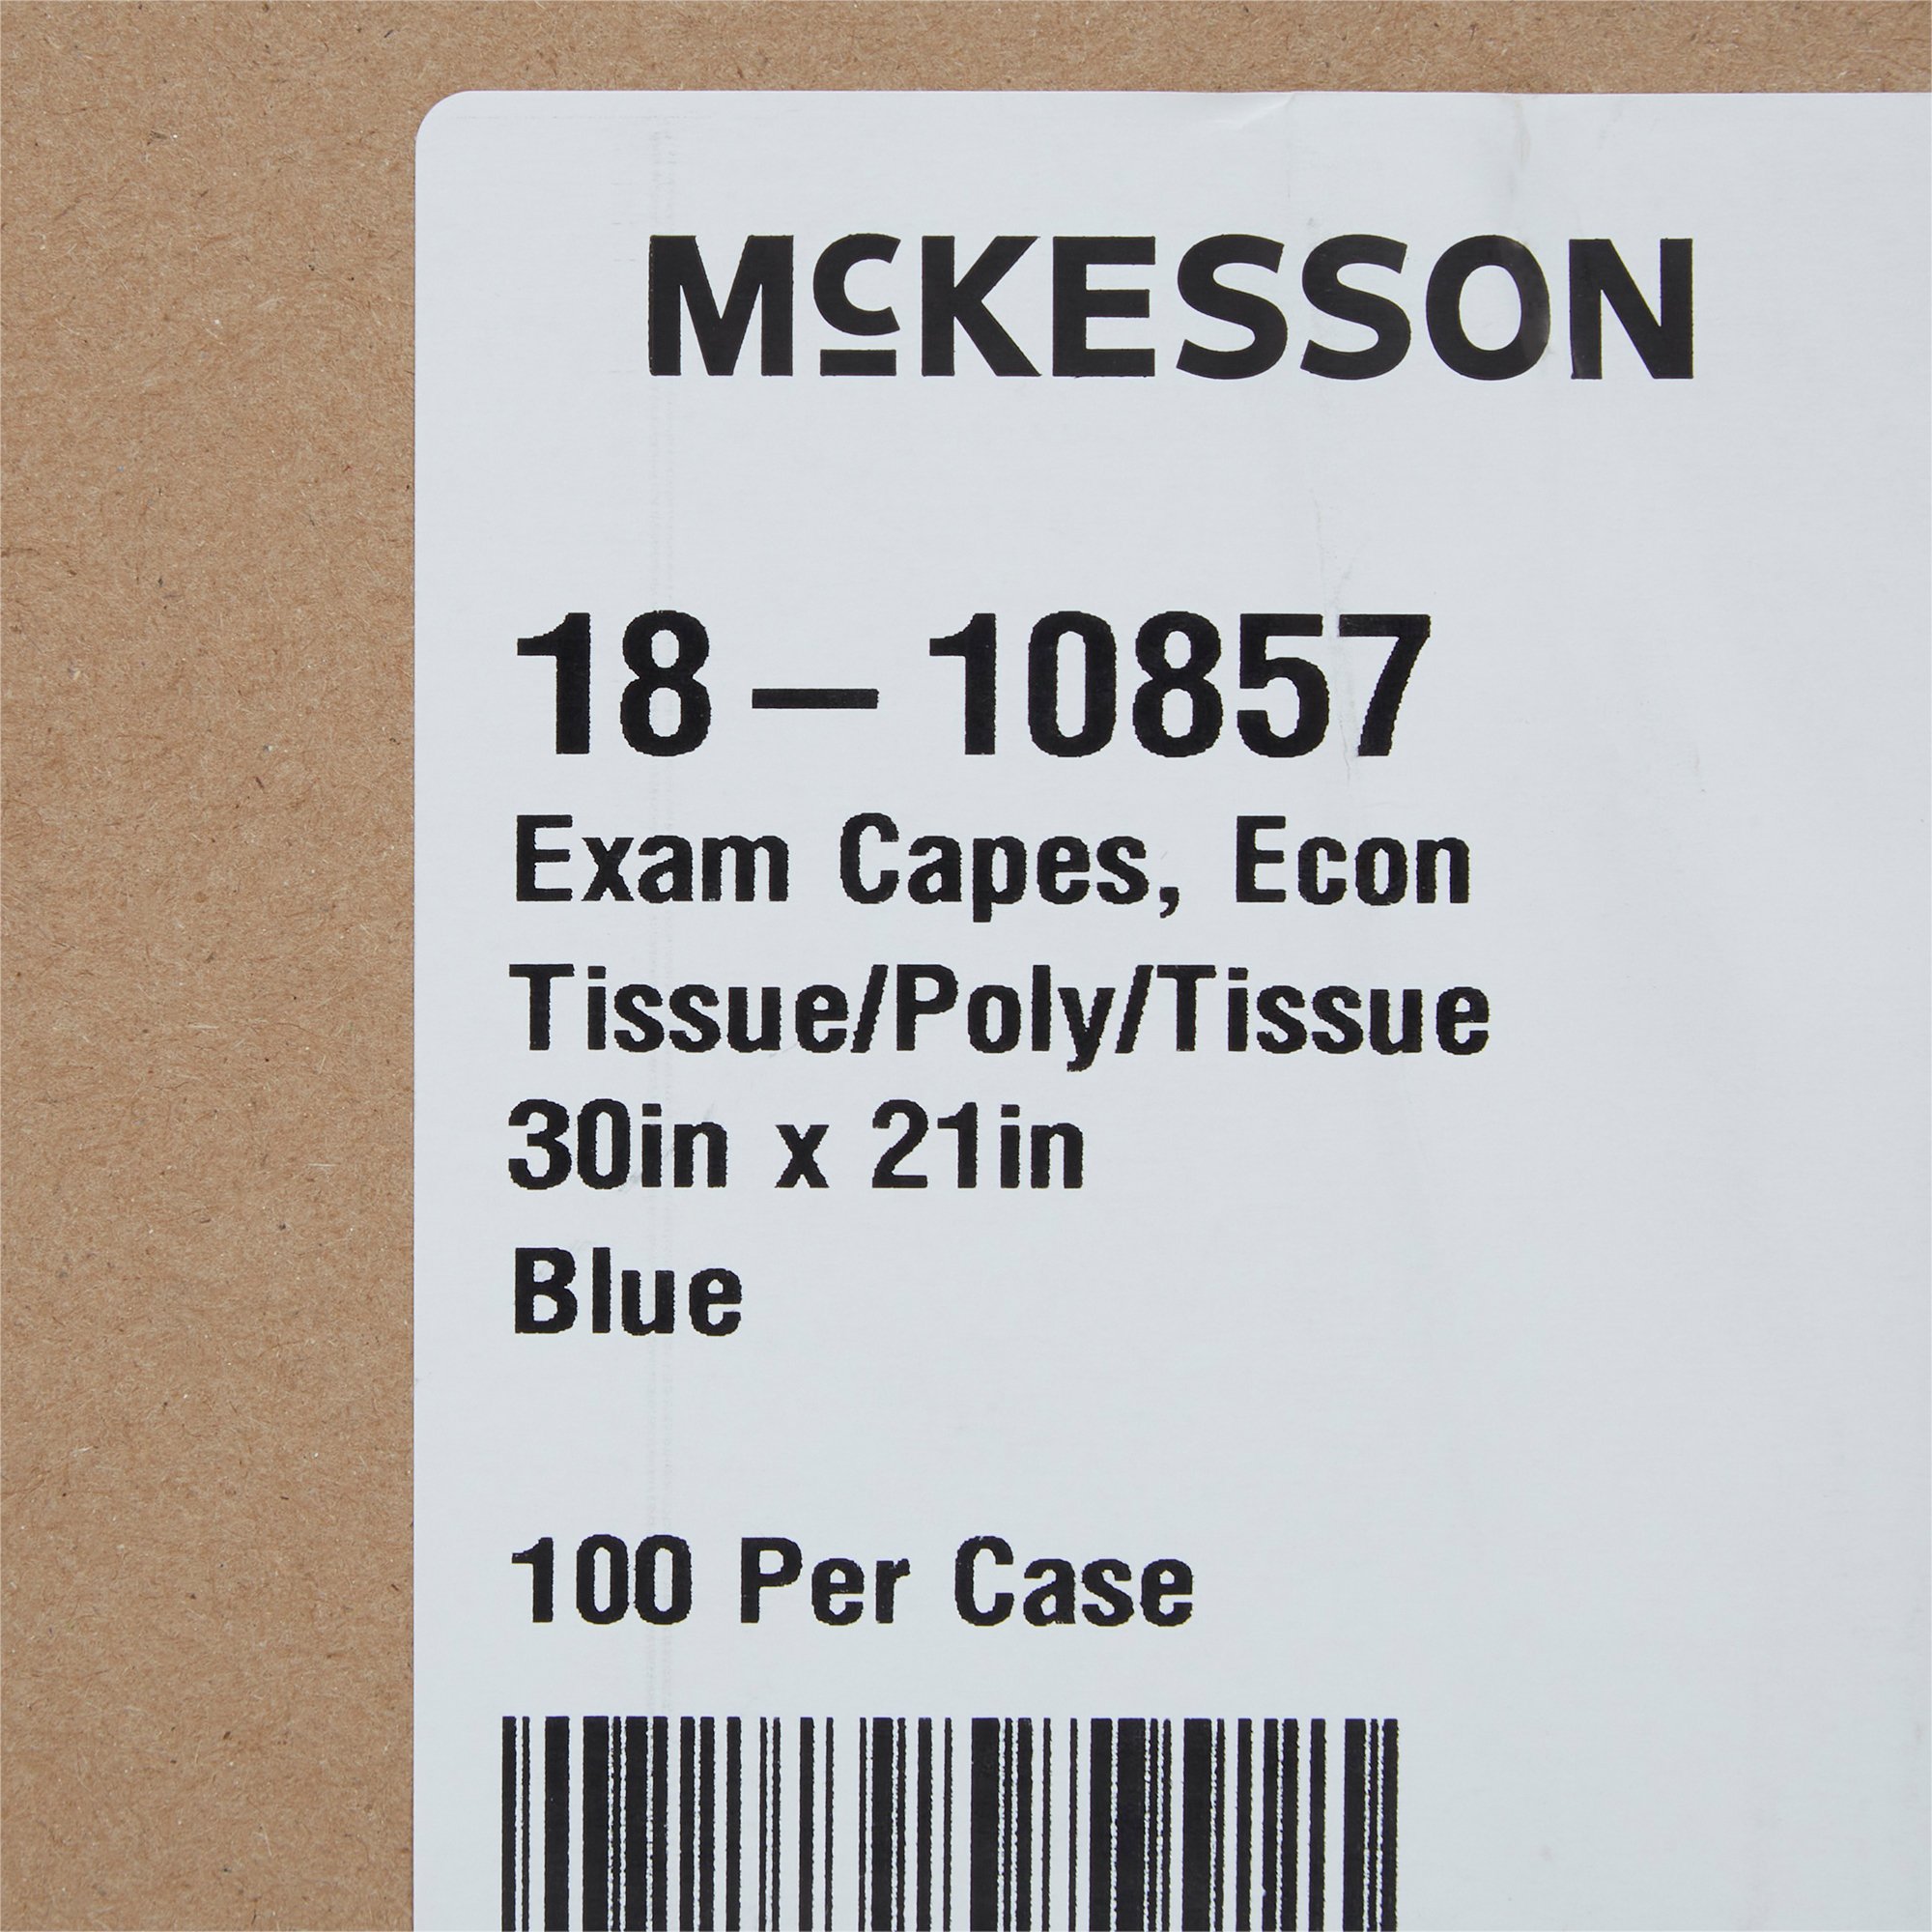 McKESSON
18-10857
Exam Capes, Econ
Tissue/Poly/Tissue
30in x 21in
Blue
100 Per Case